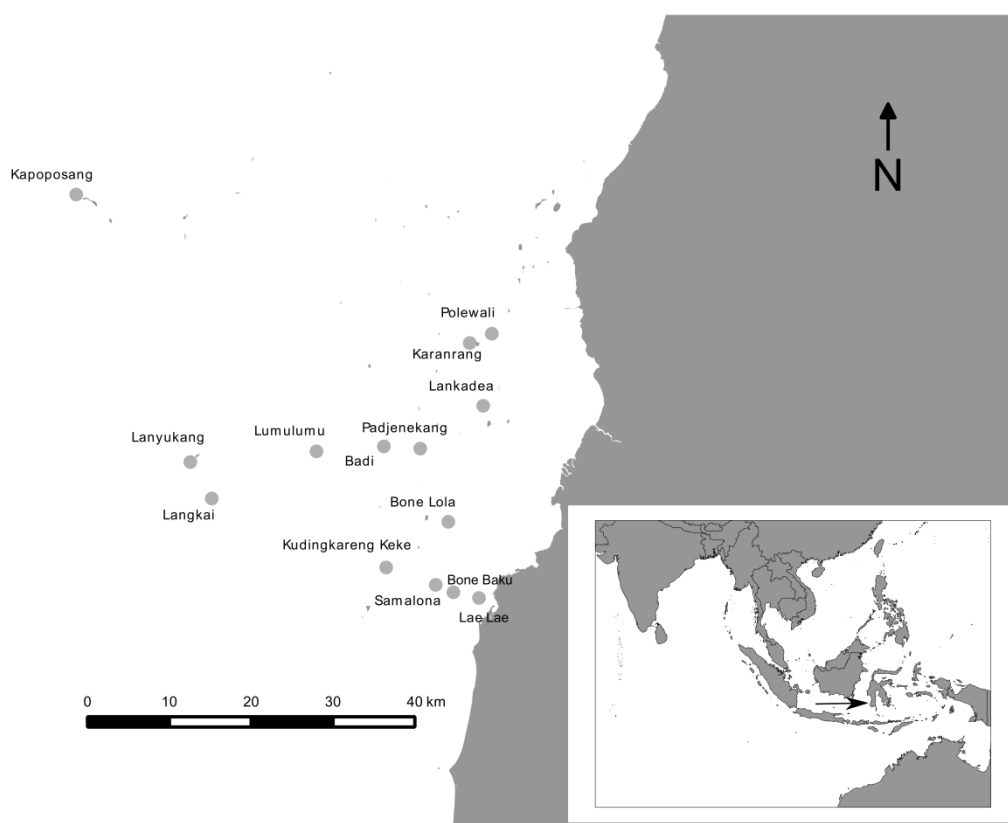 N
Kapoposang
Polewali
Karanrang
Lankadea
Padjenekang
Lumulumu
Lanyukang
Badi
Bone Lola
Langkai
Kudingkareng Keke
Bone Baku
Samalona
Lae Lae
0 10 20 30 40 km